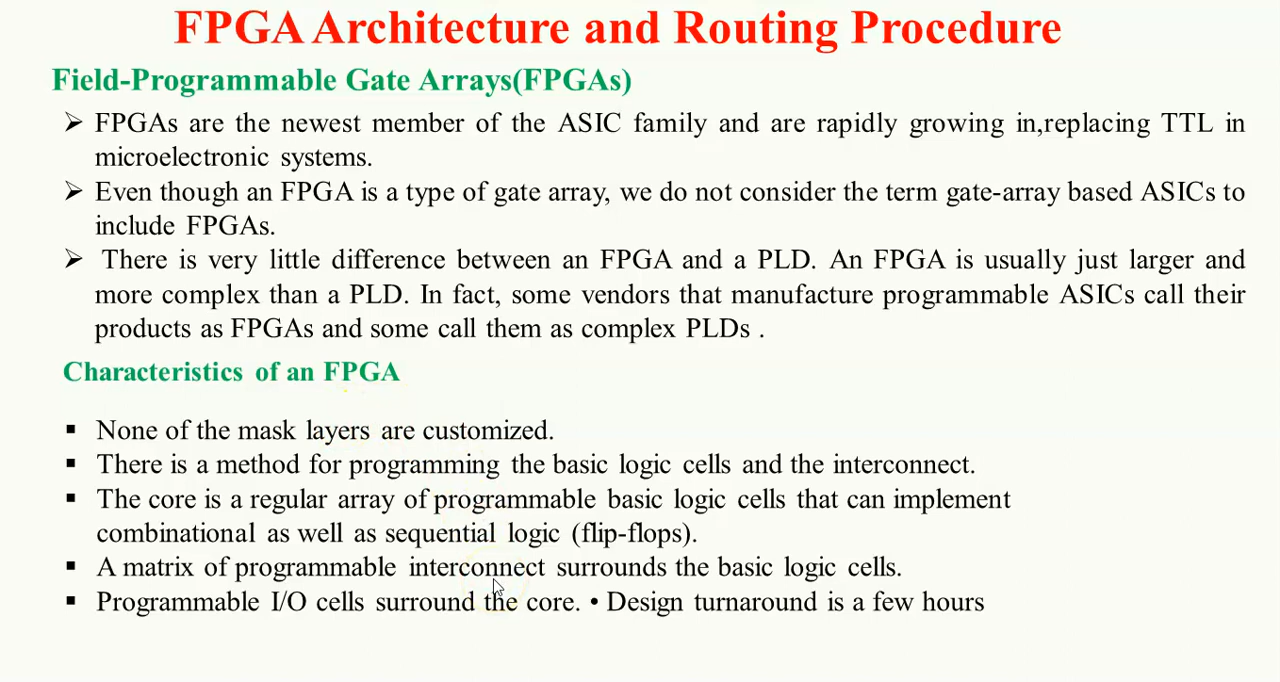 FPGA Architecture and Routing Procedure
Field-Programmable Gate Arrays(FPGAs)
➢ FPGAs are the newest member of the ASIC family and are rapidly growing in,replacing TTL in
microelectronic systems.
➢ Even though an FPGA is a type of gate array, we do not consider the term gate-array based ASICs to
include FPGAs.
➢ There is very little difference between an FPGA and a PLD. An FPGA is usually just larger and
more complex than a PLD. In fact, some vendors that manufacture programmable ASICs call their
products as FPGAs and some call them as complex PLDs .
Characteristics of an FPGA
▪ None of the mask layers are customized.
▪ There is a method for programming the basic logic cells and the interconnect.
▪ The core is a regular array of programmable basic logic cells that can implement
combinational as well as sequential logic (flip-flops).
▪ A matrix of programmable interconnect surrounds the basic logic cells.
▪ Programmable I/O cells surround the core. • Design turnaround is a few hours